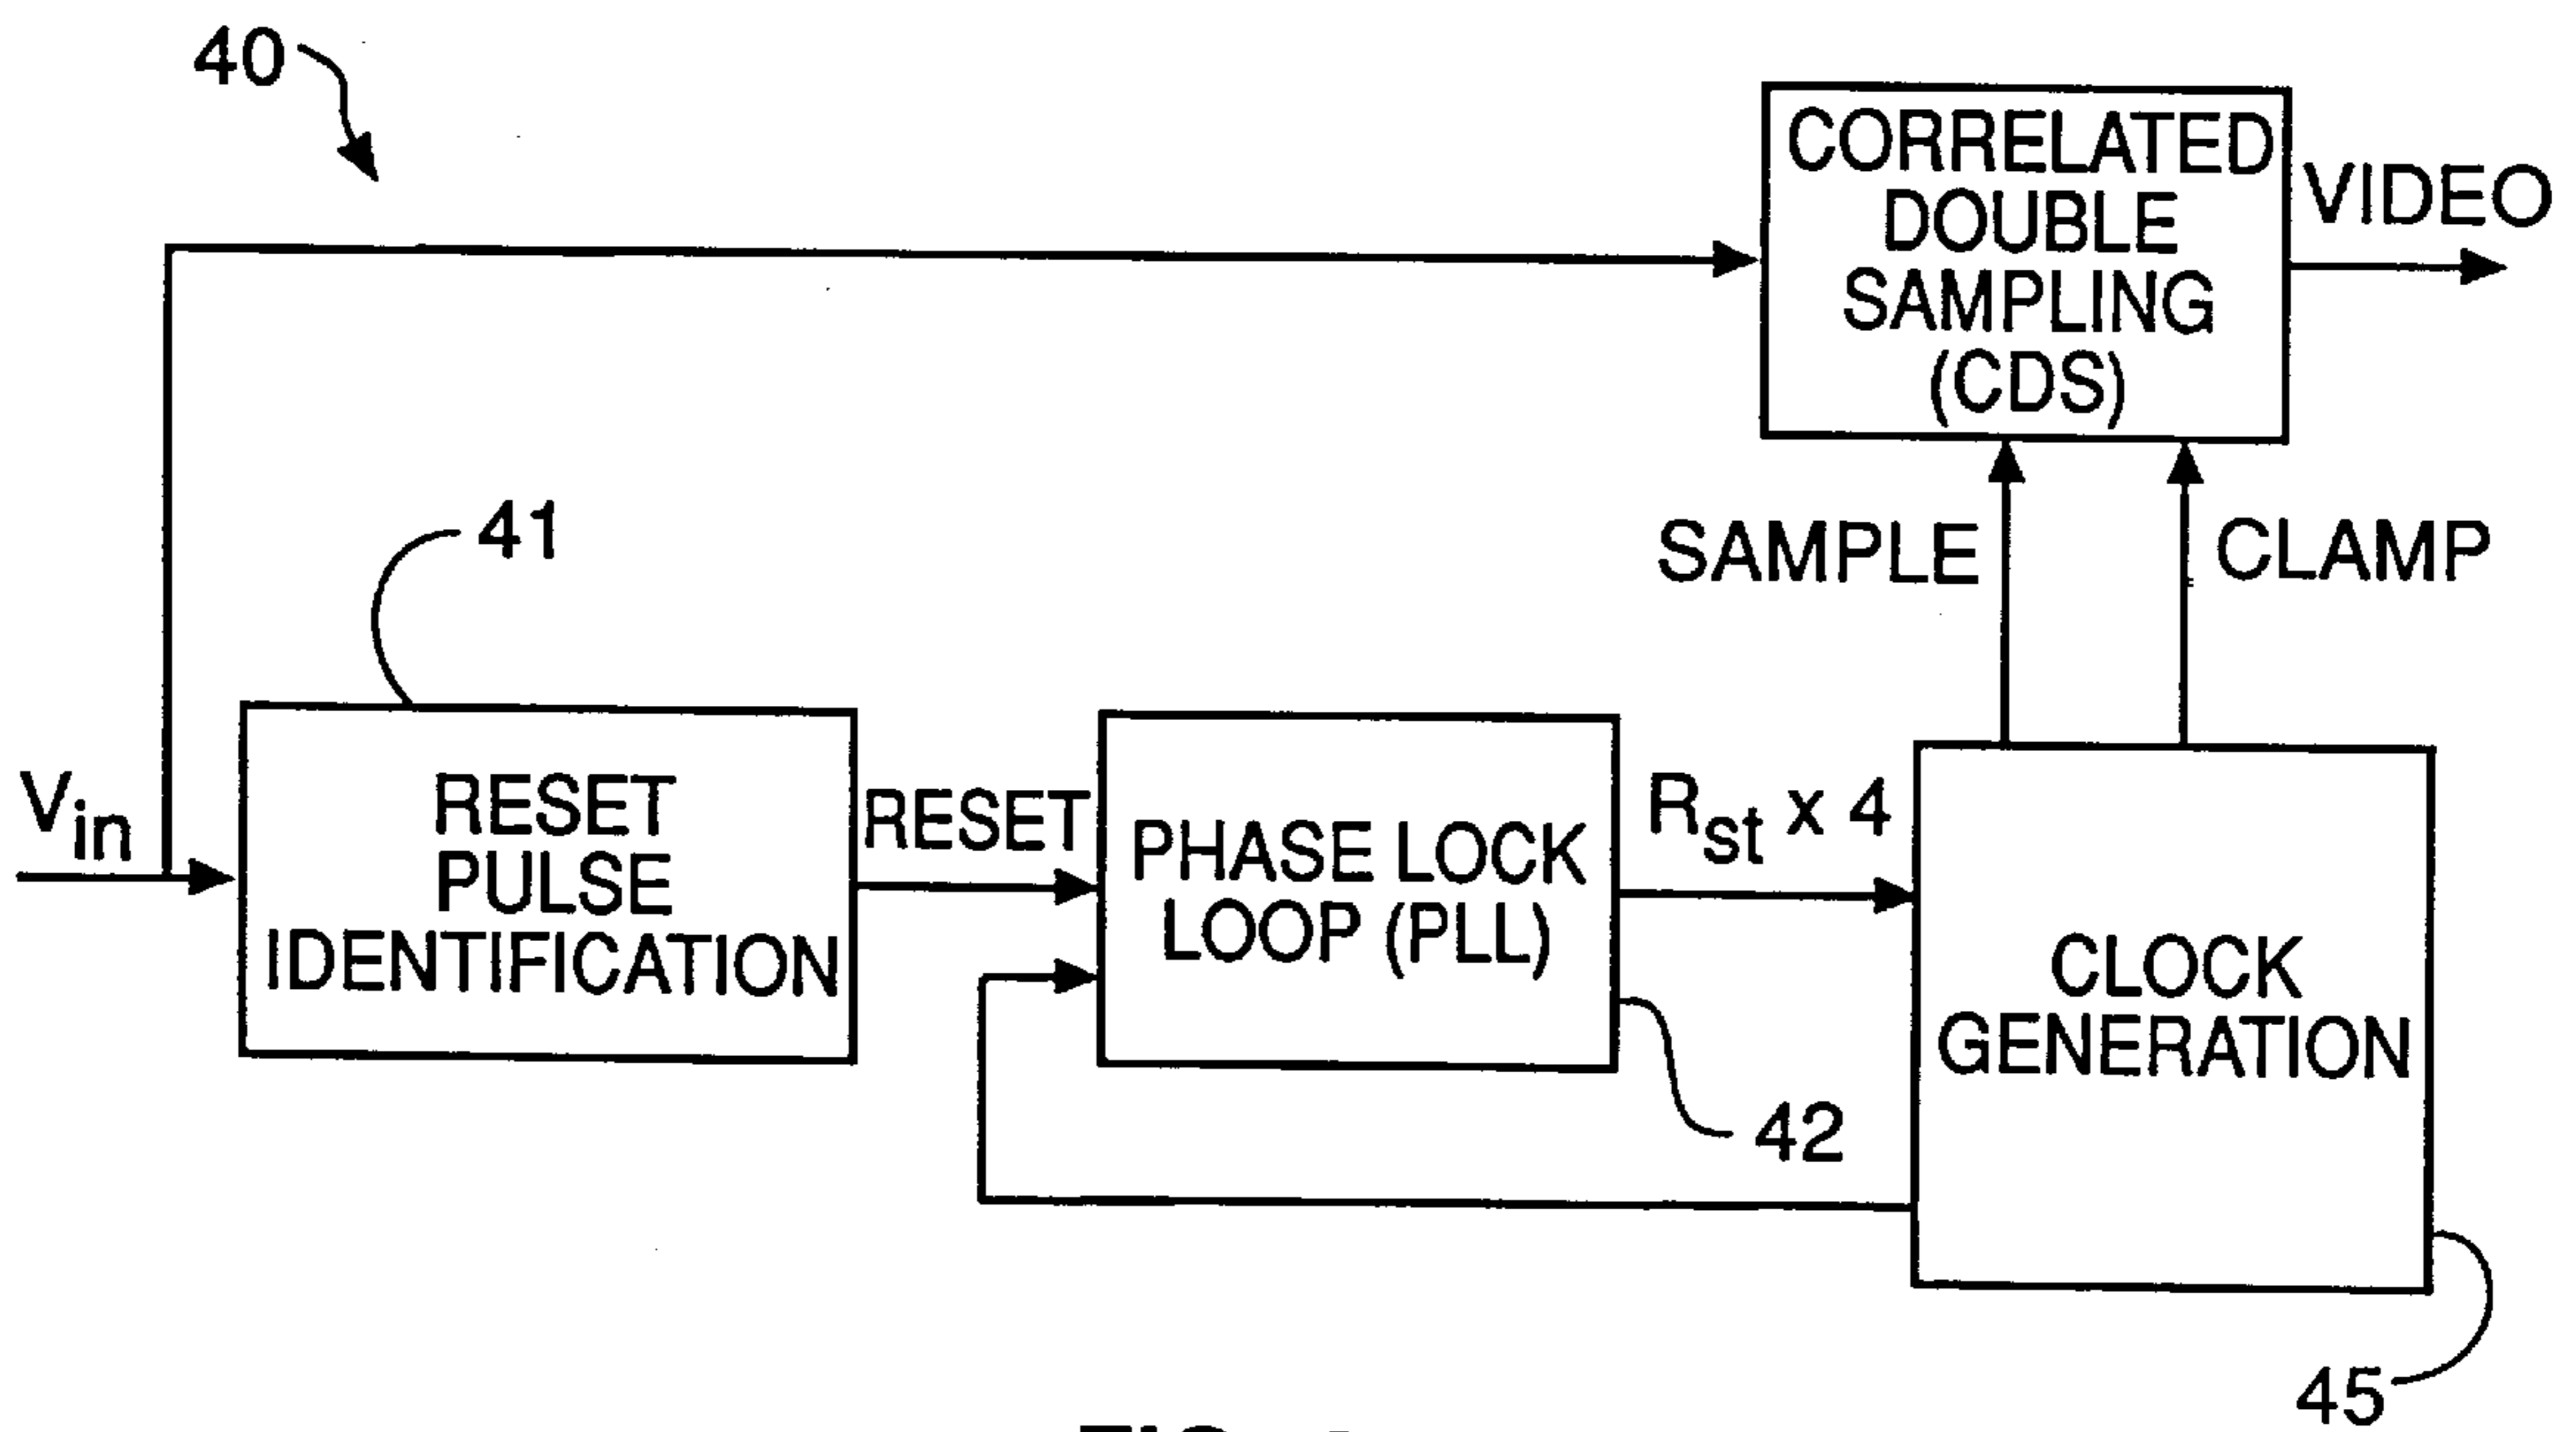 40
CORRELATED
DOUBLE
SAMPLING
(CDS)
VIDEO
41
SAMPLE
CLAMP
Vin
RESET
PULSE
IDENTIFICATION
RESET
PHASE LOCK
LOOP (PLL)
Rst x 4
CLOCK
GENERATION
42
45